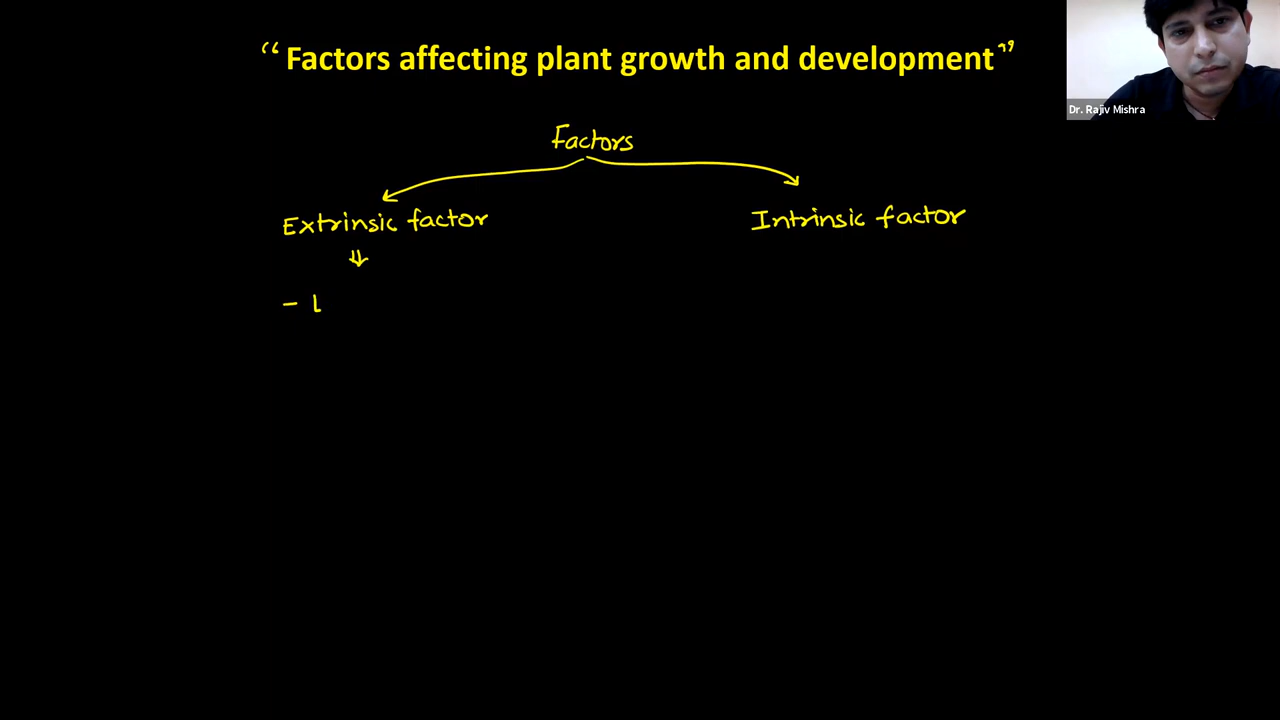 “Factors affecting plant growth and development”
Dr. Rajiv Mishra
Factors
Extrinsic factor
Intrinsic factor
- L